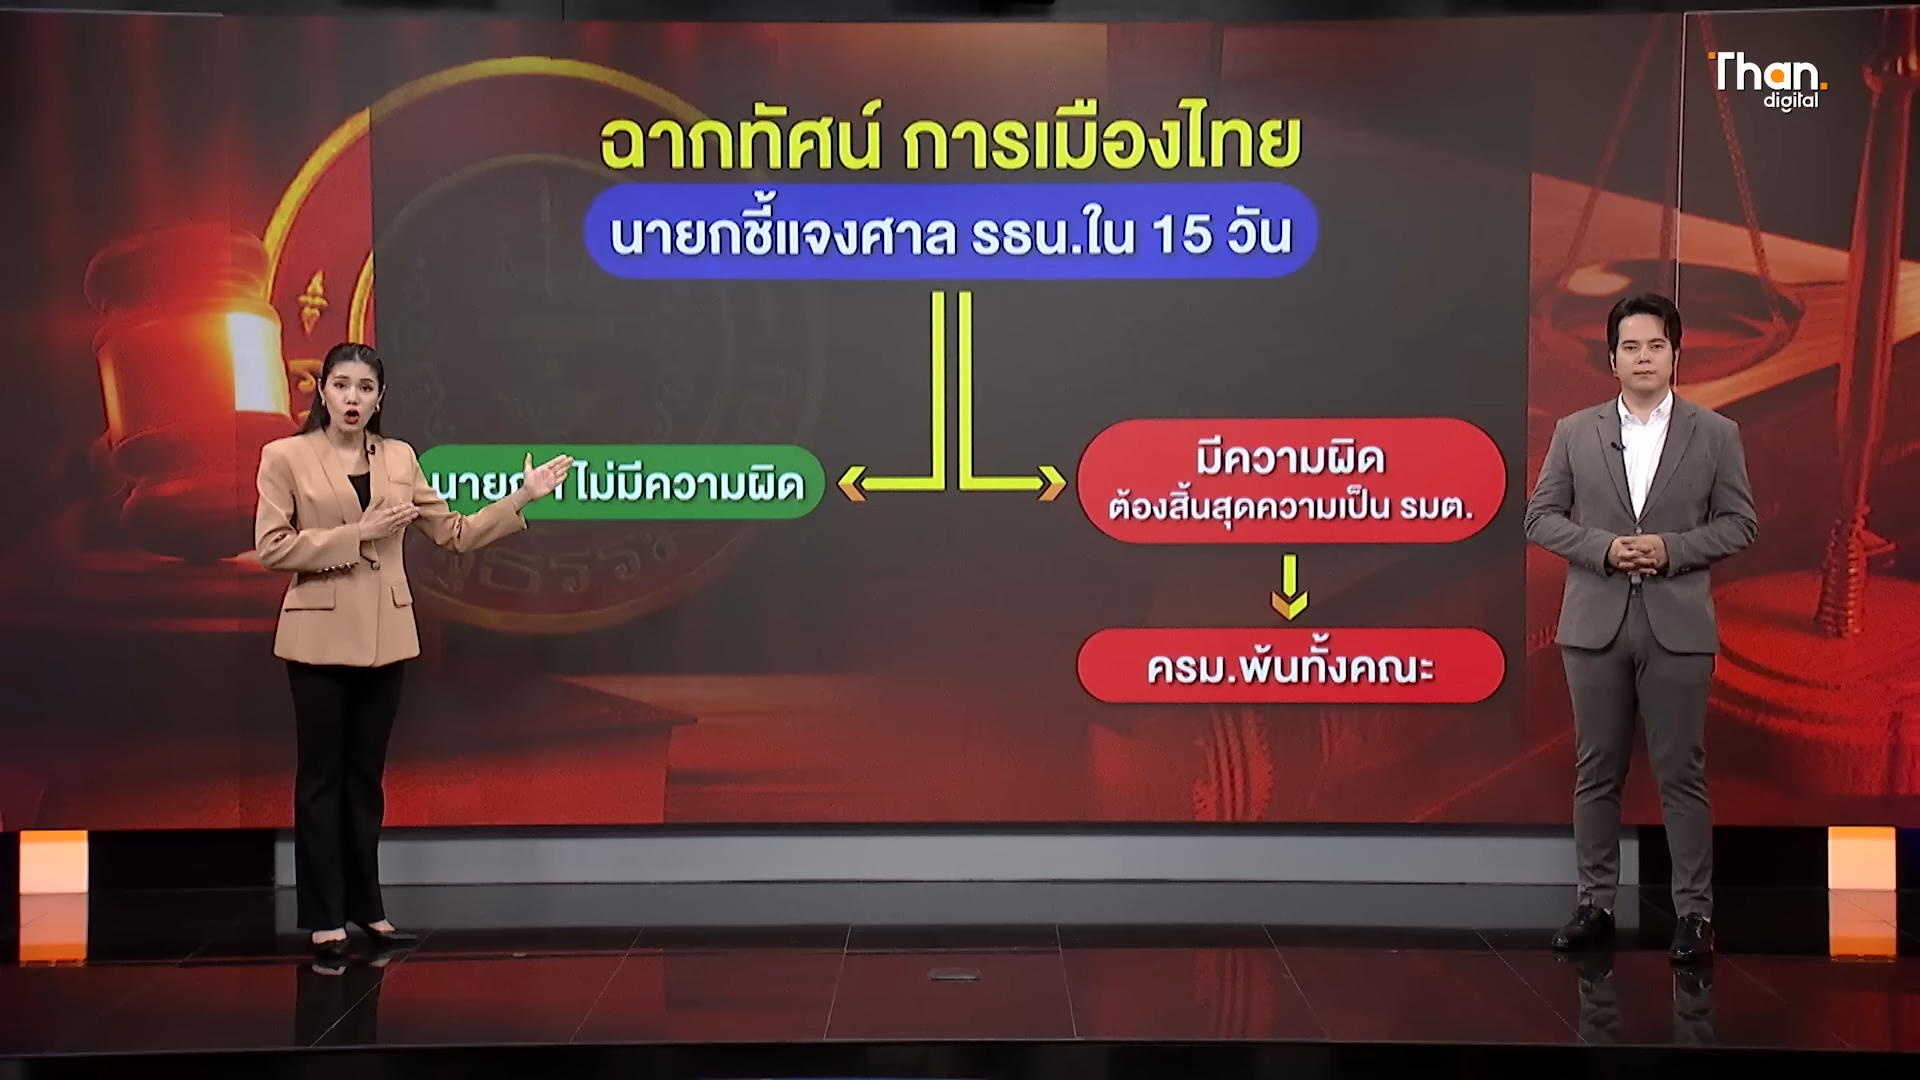 Than.
digital
ฉากทัศน์ การเมืองไทย
นายกชี้แจงศาล รธน.ใน 15 วัน
ไม่มีความผิด
มีความผิด
ต้องสิ้นสุดความเป็น รมต.
ครม.พ้นทั้งคณะ